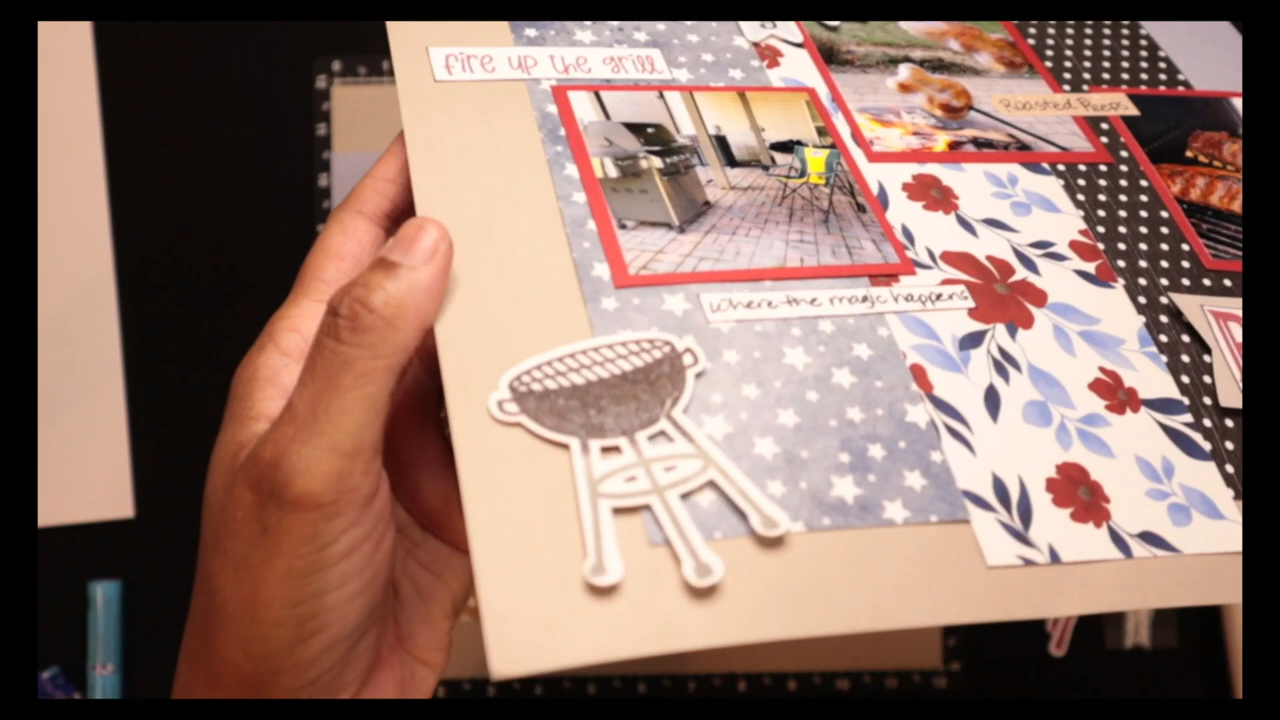 fire up the grill
Roasted Peeps
where the magic happens